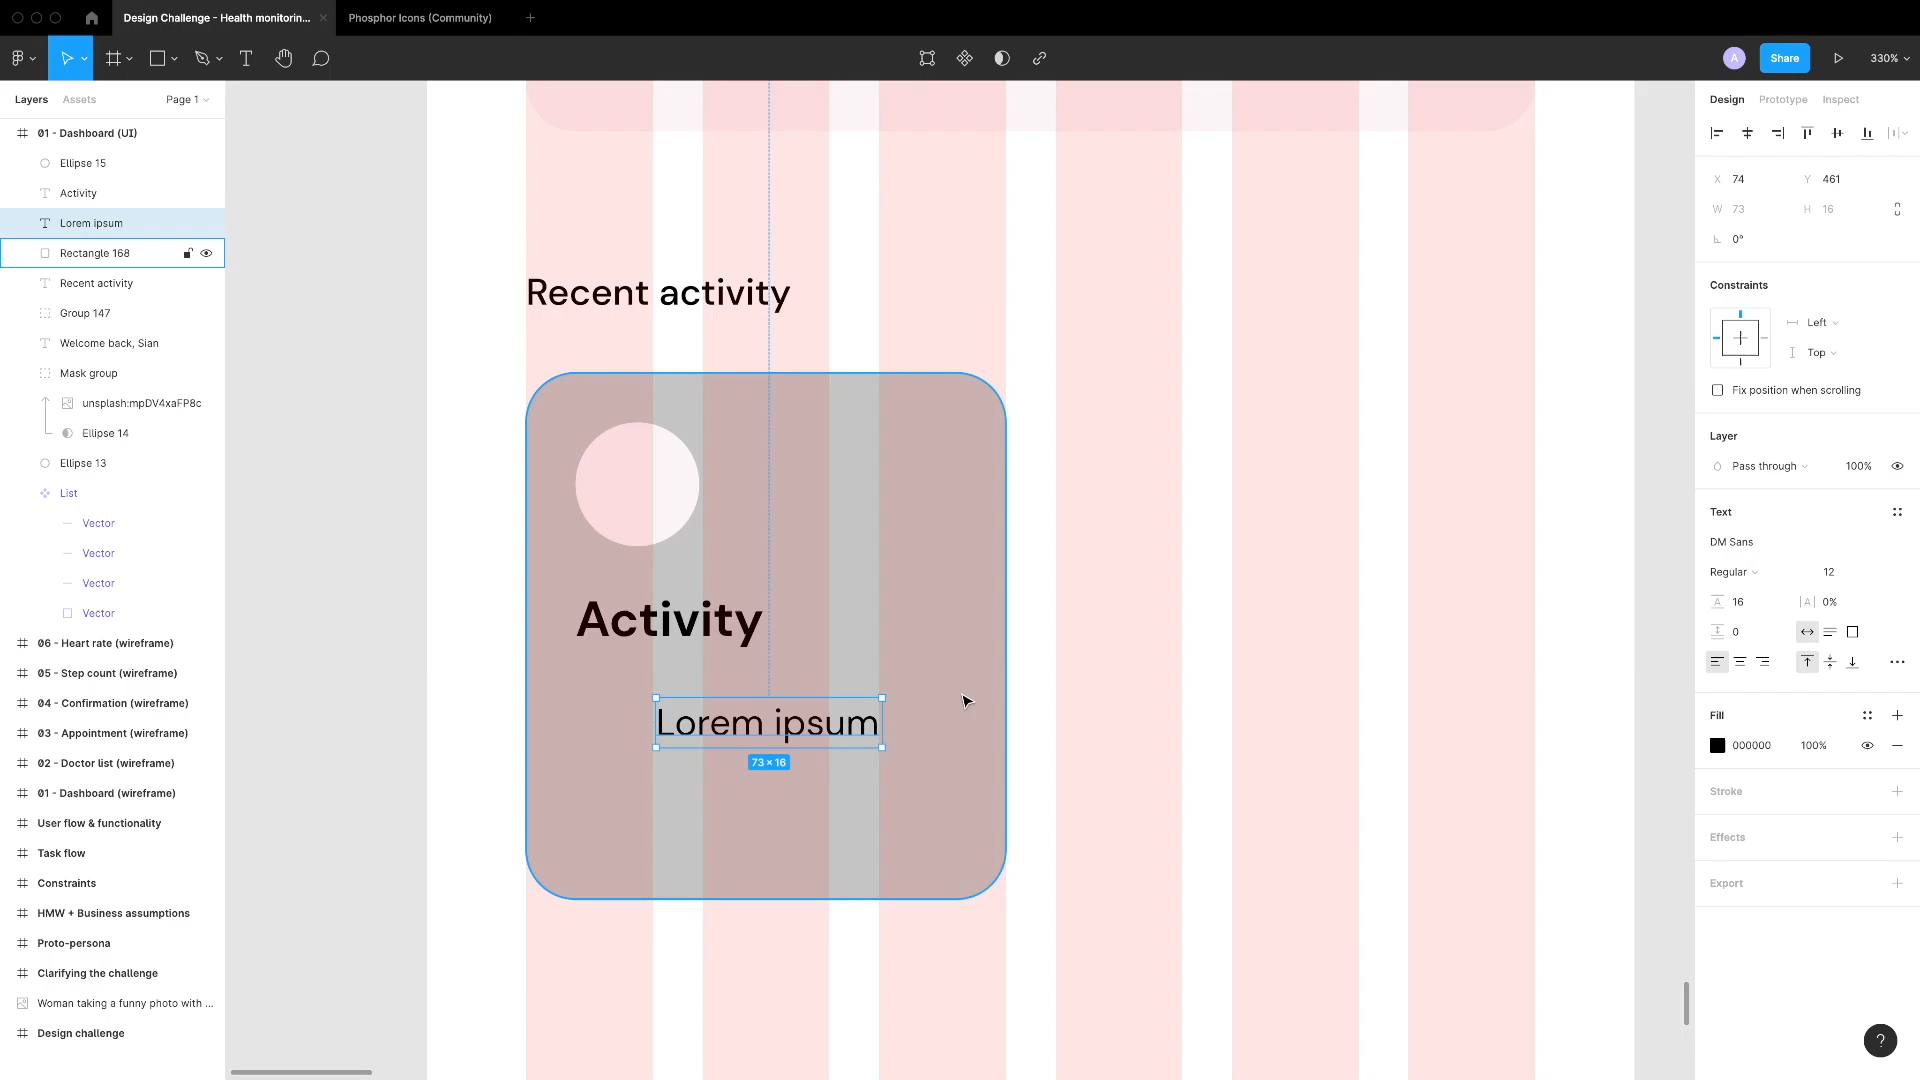 Design Challenge - Health monitorin...
Phosphor Icons (Community)
A
Share
330%
Layers
Assets
Page 1
01 - Dashboard (UI)
Ellipse 15
Activity
Lorem ipsum
Rectangle 168
Recent activity
Group 147
Welcome back, Sian
Mask group
unsplash:mpDV4xaFP8c
Ellipse 14
Ellipse 13
List
Vector
Vector
Vector
Vector
06 - Heart rate (wireframe)
05 - Step count (wireframe)
04 - Confirmation (wireframe)
03 - Appointment (wireframe)
02 - Doctor list (wireframe)
01 - Dashboard (wireframe)
User flow & functionality
Task flow
Constraints
HMW + Business assumptions
Proto-persona
Clarifying the challenge
Woman taking a funny photo with ...
Design challenge
Recent activity
Activity
Lorem ipsum
73 × 16
Design
Prototype
Inspect
X 74
Y 461
W 73
H 16
0°
Constraints
Left
Top
Fix position when scrolling
Layer
Pass through
100%
Text
DM Sans
Regular
12
A 16
|A| 0%
0
Fill
000000
100%
Stroke
Effects
Export
?